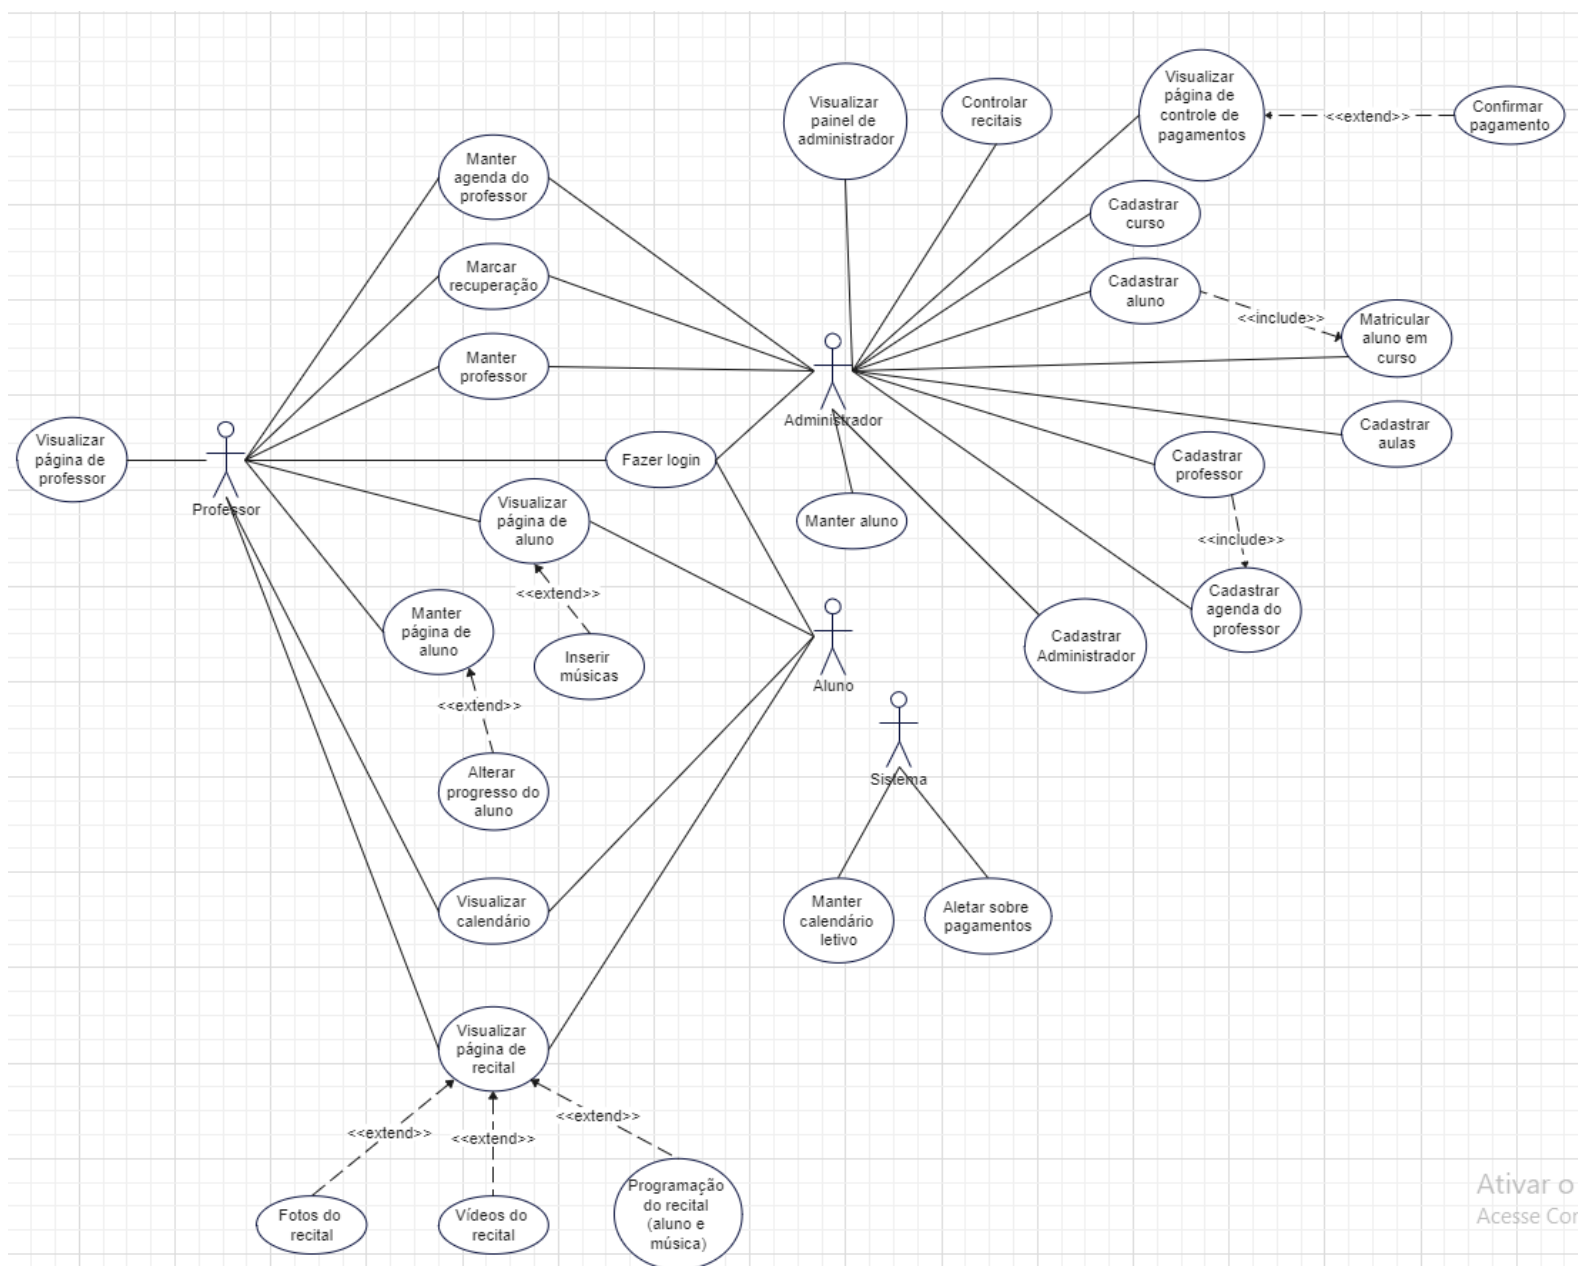 Visualizar
painel de
administrador
Controlar
recitais
Visualizar
página de
controle de
pagamentos
<<extend>>
Confirmar
pagamento
Manter
agenda do
professor
Cadastrar
curso
Marcar
recuperação
Cadastrar
aluno
<<include>>
Matricular
aluno em
curso
Manter
professor
Administrador
Cadastrar
aulas
Visualizar
página de
professor
Professor
Fazer login
Cadastrar
professor
Visualizar
página de
aluno
Manter aluno
<<include>>
<<extend>>
Cadastrar
agenda do
professor
Manter
página de
aluno
Inserir
músicas
Cadastrar
Administrador
Aluno
<<extend>>
Alterar
progresso do
aluno
Sistema
Visualizar
calendário
Manter
calendário
letivo
Aletar sobre
pagamentos
Visualizar
página de
recital
<<extend>>
<<extend>>
<<extend>>
Fotos do
recital
Vídeos do
recital
Programação
do recital
(aluno e
música)
Ativar o
Acesse Con